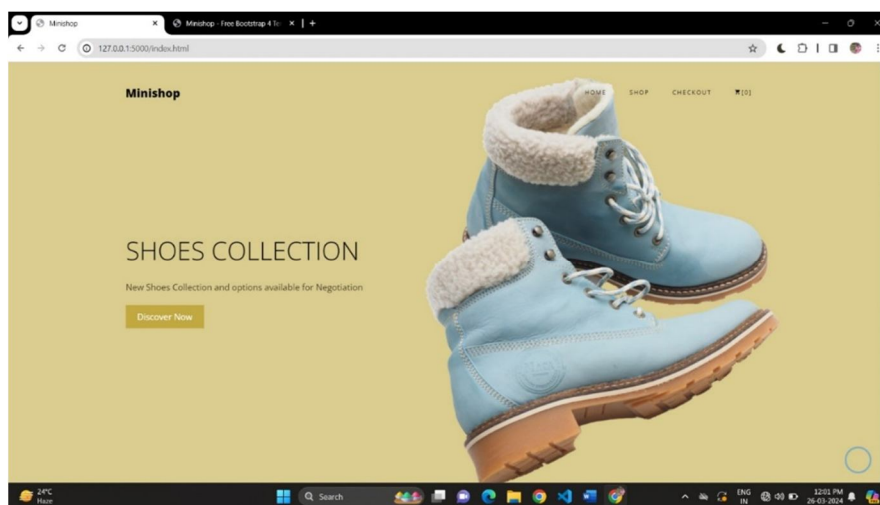 Minishop
Minishop - Free Bootstrap 4 Te
127.0.0.1:5000/index.html
Minishop
HOME SHOP CHECKOUT [0]
SHOES COLLECTION
New Shoes Collection and options available for Negotiation
Discover Now
24°C
Haze
Search
ENG
IN
12:01 PM
26-03-2024